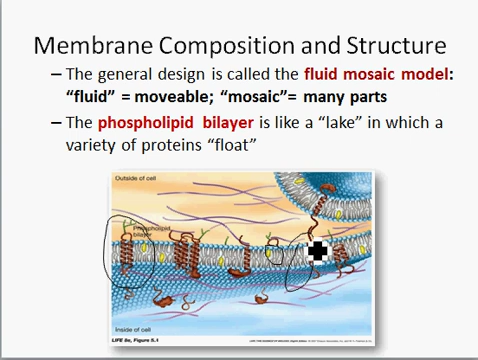 Membrane Composition and Structure
– The general design is called the fluid mosaic model:
“fluid” = moveable; “mosaic”= many parts
– The phospholipid bilayer is like a “lake” in which a
variety of proteins “float”
Outside of cell
Phospholipid
bilayer
Inside of cell
LIFE 8e, Figure 5.1